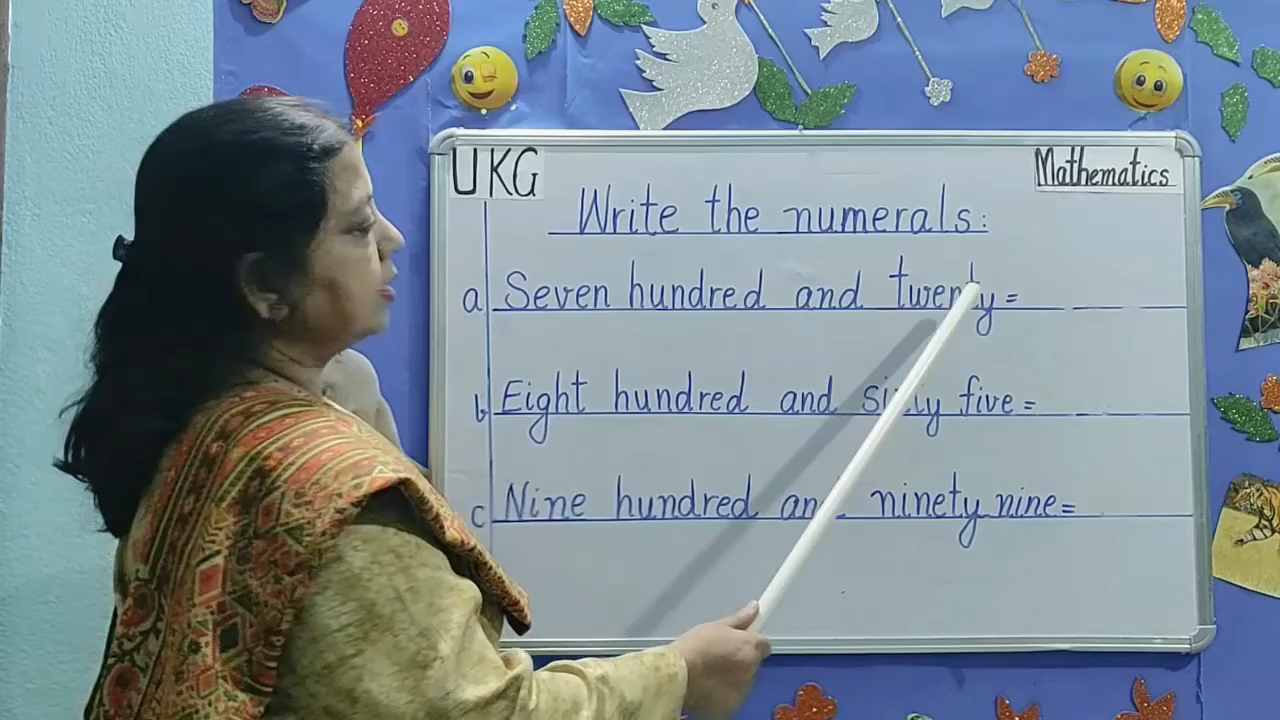 UKG
Mathematics
Write the numerals:
a Seven hundred and twenty =
b Eight hundred and sixty five =
c Nine hundred and ninety nine =